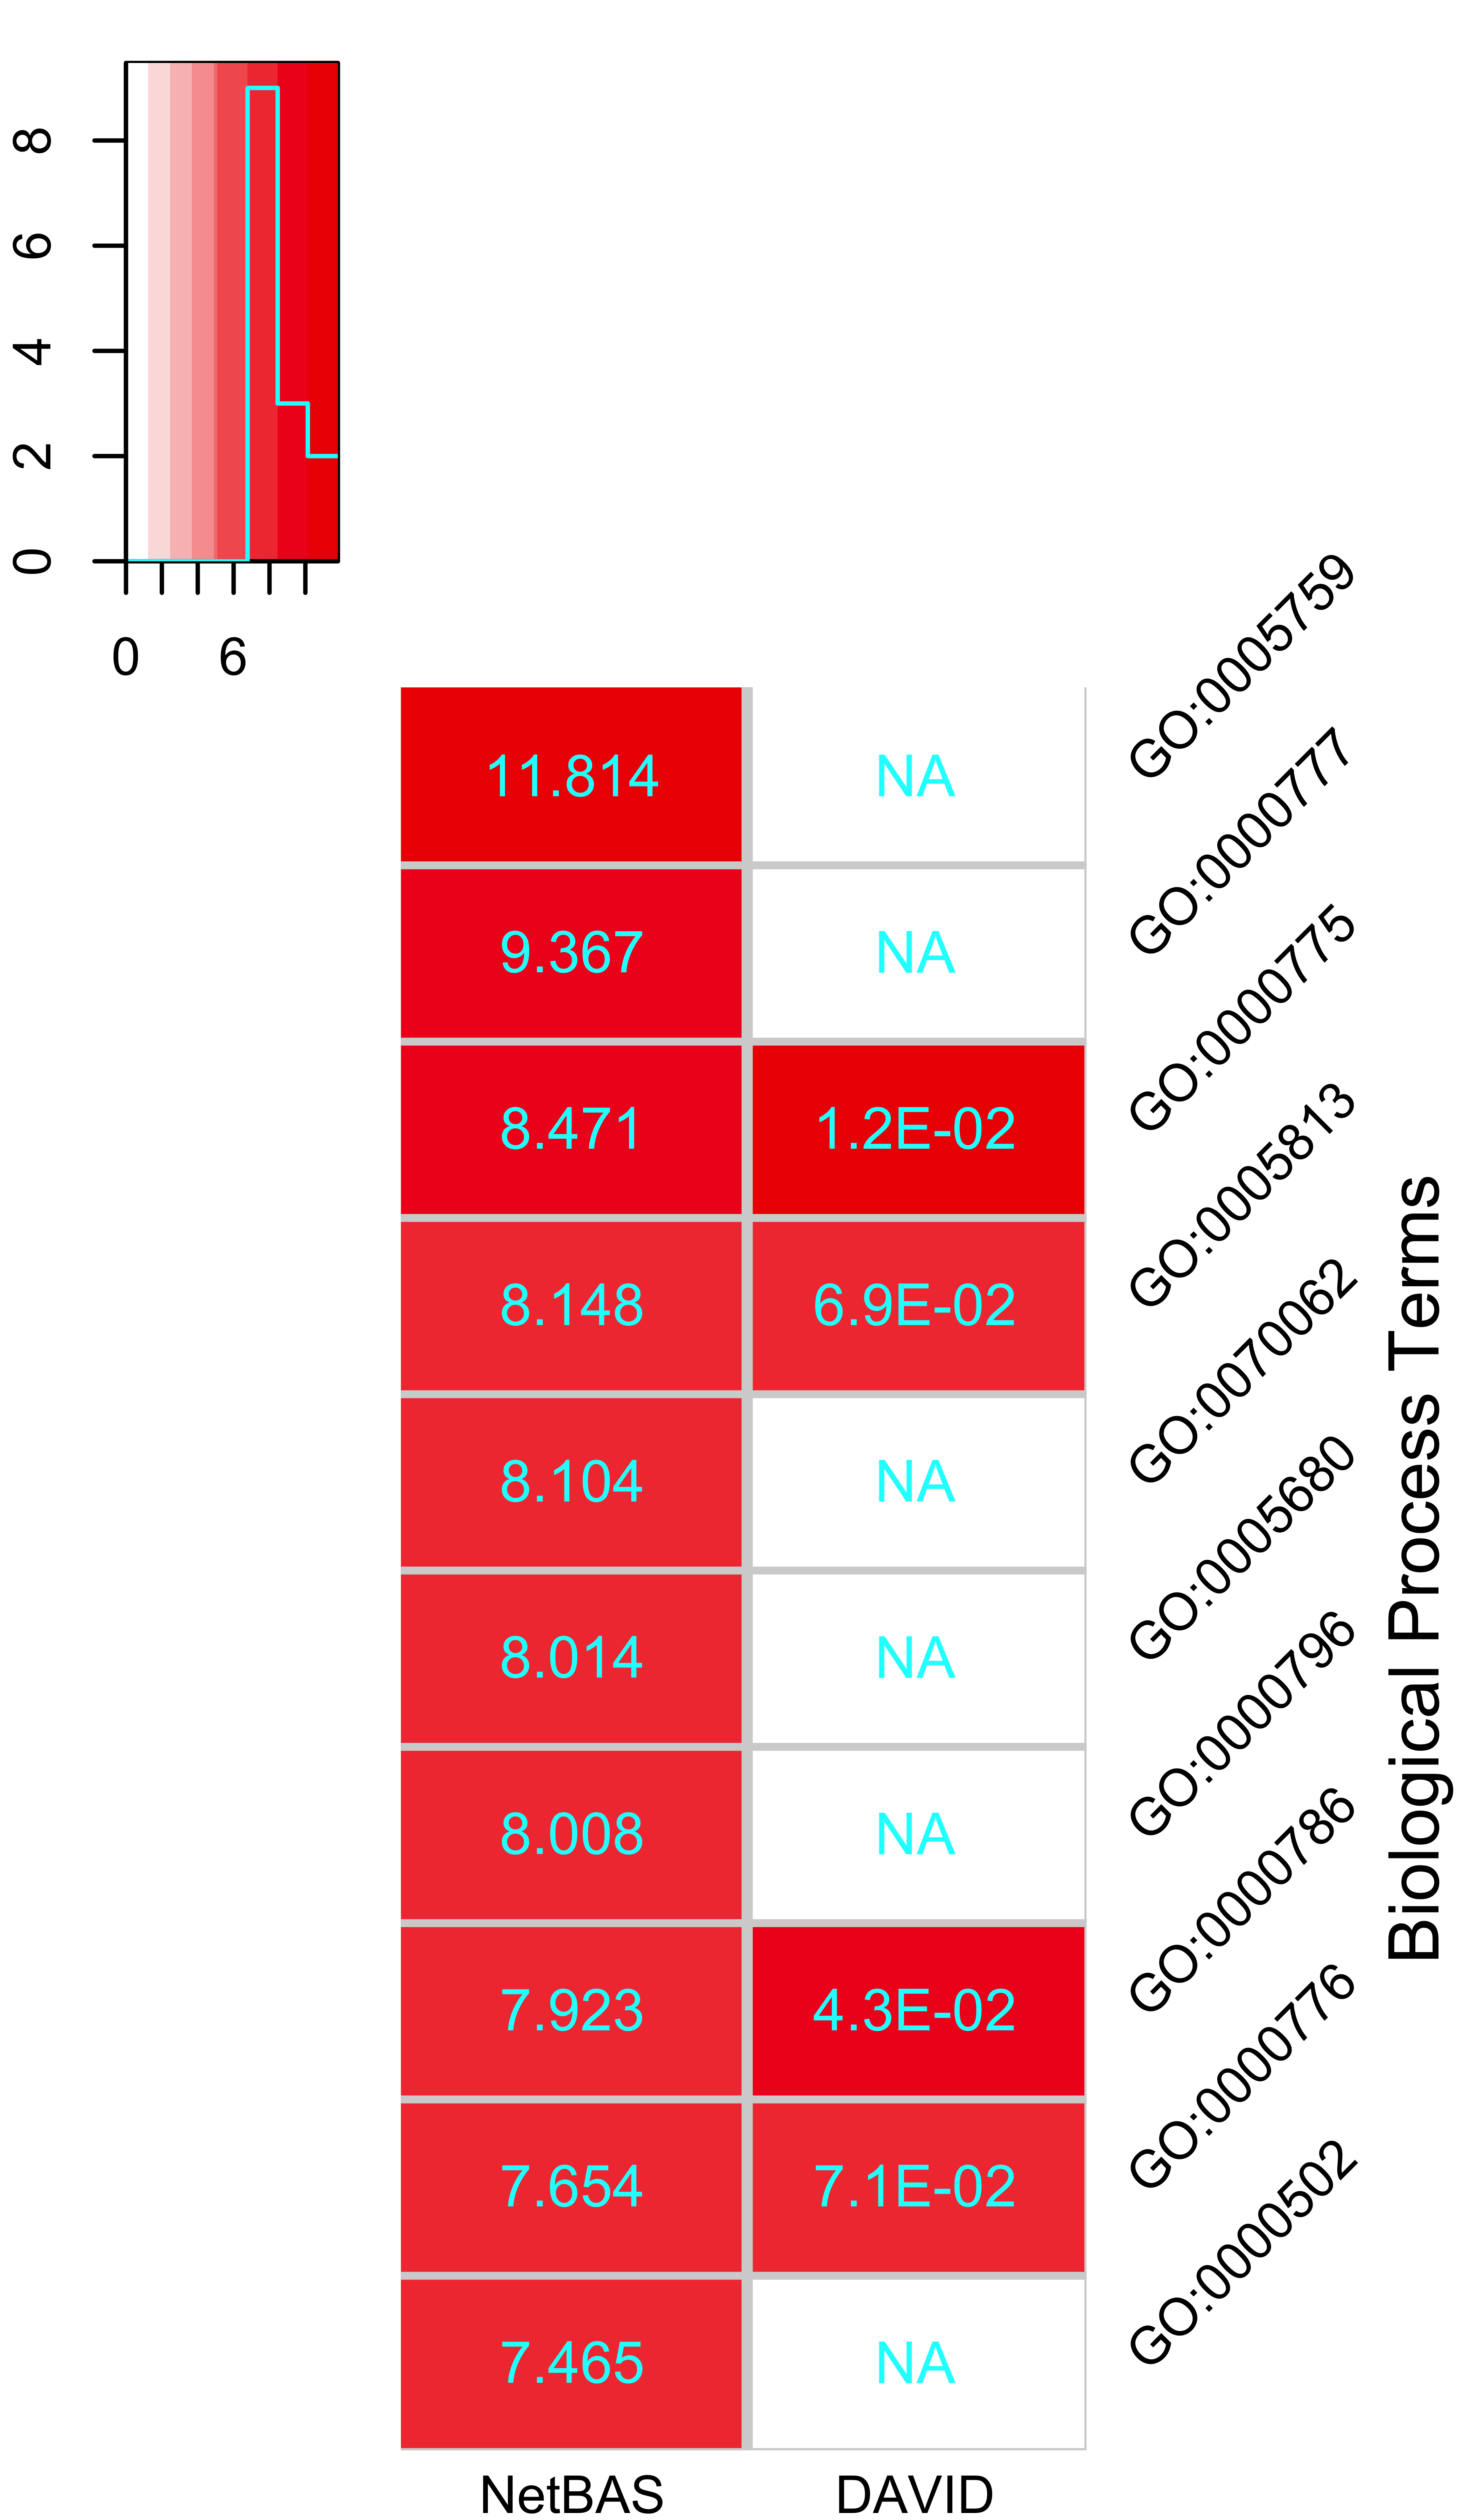 8
6
4
2
0
0 6
11.814 NA GO:0005759
9.367 NA GO:0000777
8.471 1.2E-02 GO:0000775
8.148 6.9E-02 GO:0005813
8.104 NA GO:0070062
8.014 NA GO:0005680
8.008 NA GO:0000796
7.923 4.3E-02 GO:0000786
7.654 7.1E-02 GO:0000776
7.465 NA GO:0000502
NetBAS DAVID
Biological Process Terms